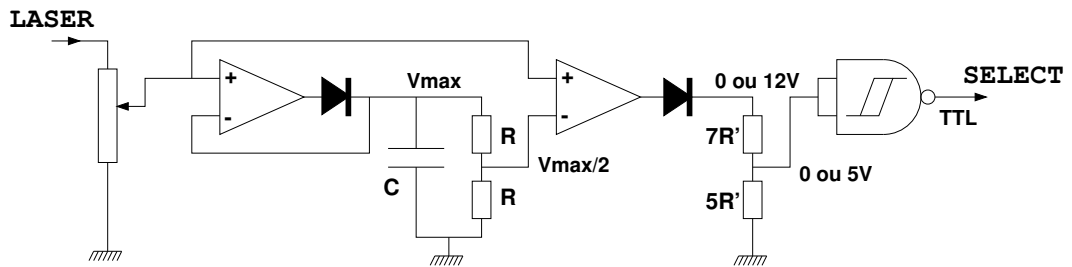 LASER
+
-
Vmax
C
R
R
Vmax/2
+
-
0 ou 12V
7R'
5R'
0 ou 5V
SELECT
TTL